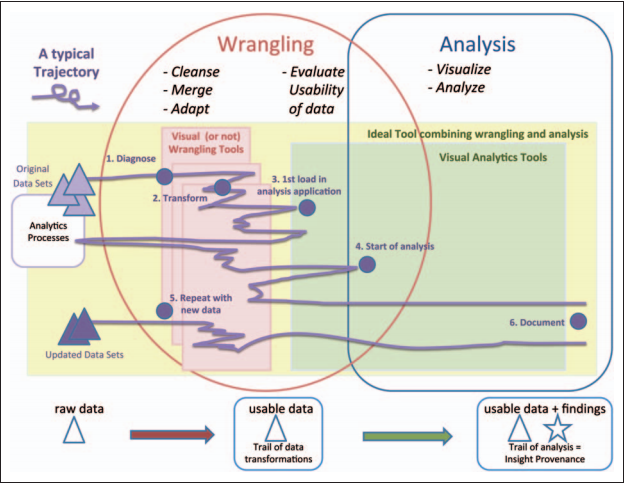 Wrangling
Analysis
A typical
Trajectory
- Cleanse
- Merge
- Adapt
- Evaluate
Usability
of data
- Visualize
- Analyze
Ideal Tool combining wrangling and analysis
Visual (or not)
Wrangling Tools
Visual Analytics Tools
Original
Data Sets
1. Diagnose
2. Transform
3. 1st load in
analysis application
Analytics
Processes
4. Start of analysis
5. Repeat with
new data
6. Document
Updated Data Sets
raw data
usable data
Trail of data
transformations
usable data + findings
Trail of analysis =
Insight Provenance